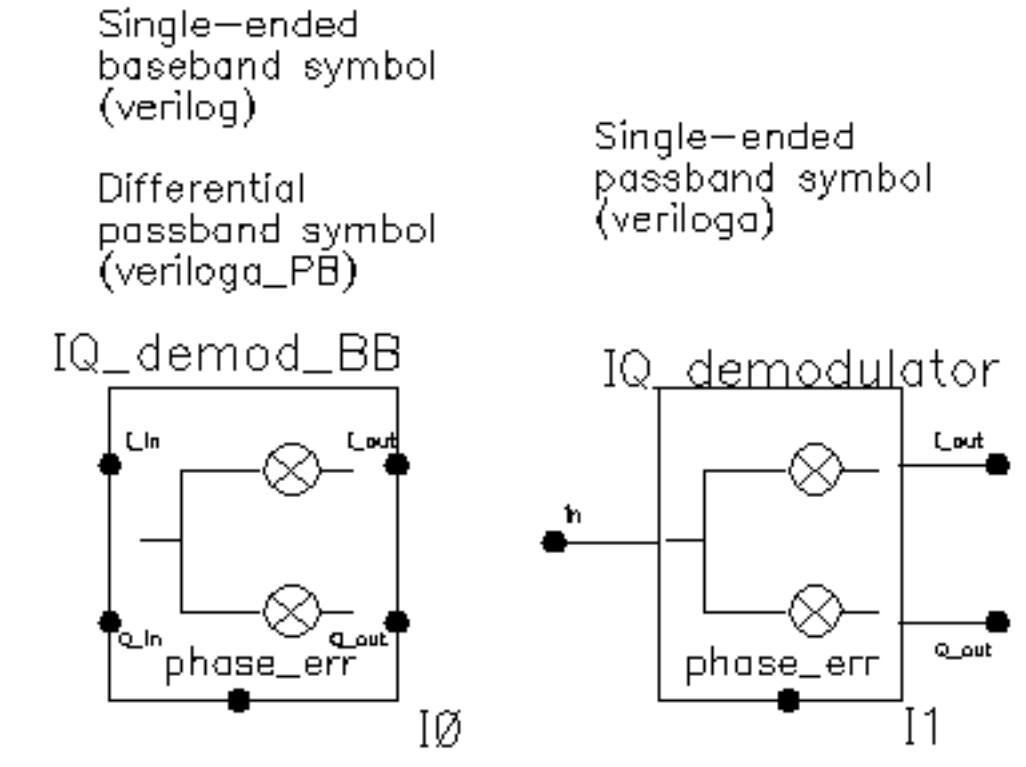 Single-ended
baseband symbol
(verilog)
Differential
passband symbol
(veriloga_PB)
IQ_demod_BB
I_in
I_out
Q_in
Q_out
phase_err
I0
Single-ended
passband symbol
(veriloga)
IQ_demodulator
in
I_out
Q_out
phase_err
I1